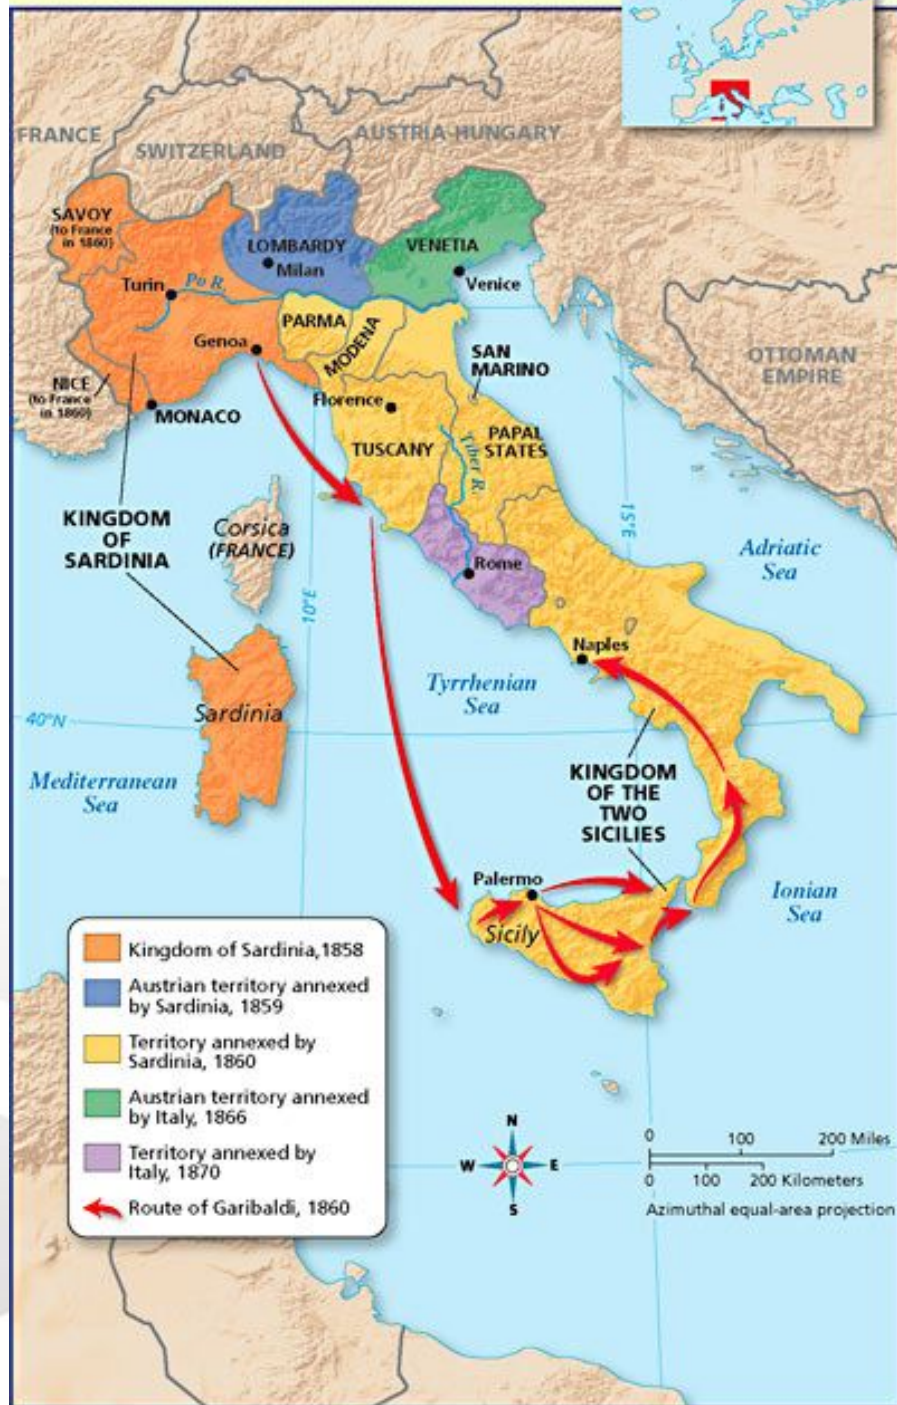 FRANCE
SWITZERLAND
AUSTRIA-HUNGARY
SAVOY
(to France
in 1860)
LOMBARDY
Milan
VENETIA
Venice
Turin
Po R.
PARMA
MODENA
Genoa
SAN
MARINO
OTTOMAN
EMPIRE
NICE
(to France
in 1860)
MONACO
Florence
TUSCANY
PAPAL
STATES
Tiber R.
KINGDOM
OF
SARDINIA
Corsica
(FRANCE)
15°E
Adriatic
Sea
Rome
10°E
Naples
Tyrrhenian
Sea
Sardinia
40°N
Mediterranean
Sea
KINGDOM
OF THE
TWO
SICILIES
Palermo
Sicily
Ionian
Sea
Kingdom of Sardinia,1858
Austrian territory annexed
by Sardinia, 1859
Territory annexed by
Sardinia, 1860
Austrian territory annexed
by Italy, 1866
Territory annexed by
Italy, 1870
Route of Garibaldi, 1860
N
W E
S
0 100 200 Miles
0 100 200 Kilometers
Azimuthal equal-area projection